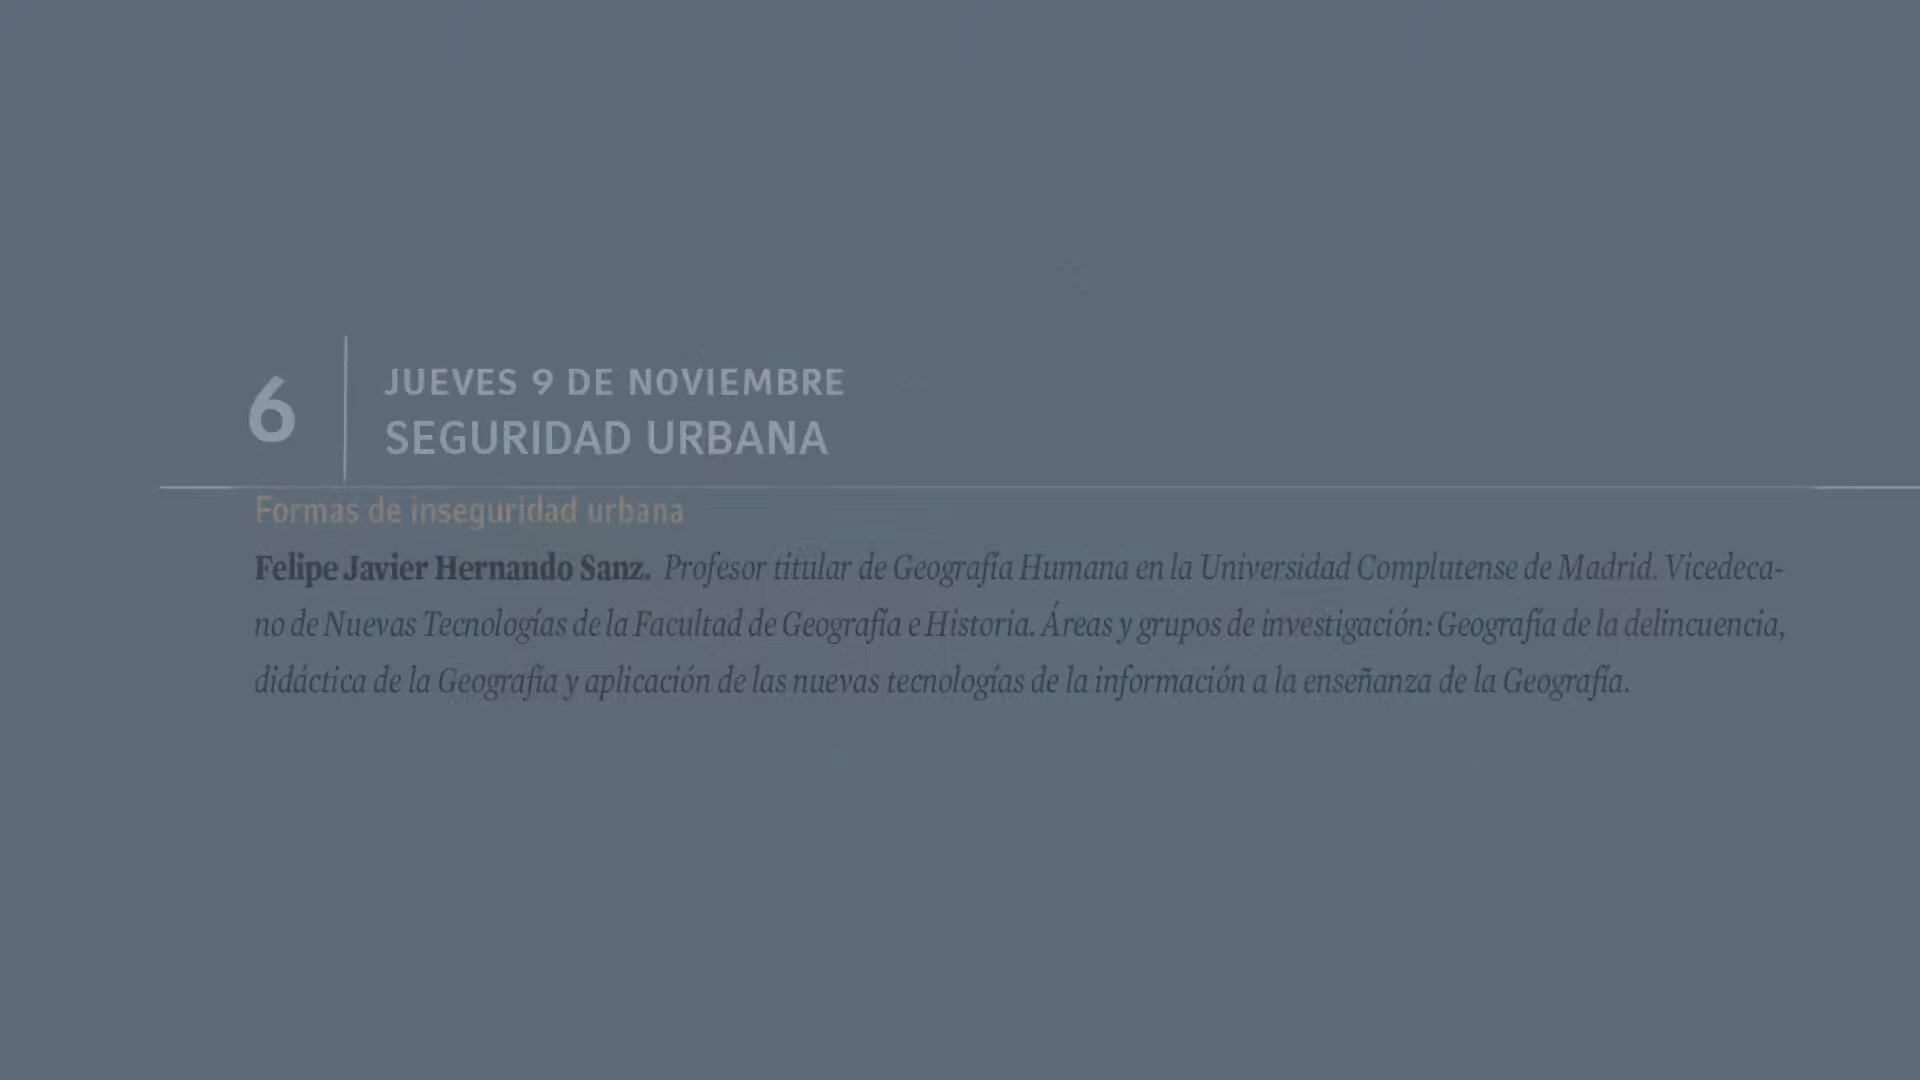 6
JUEVES 9 DE NOVIEMBRE
SEGURIDAD URBANA
Formas de inseguridad urbana
Felipe Javier Hernando Sanz. Profesor titular de Geografía Humana en la Universidad Complutense de Madrid. Vicedeca-
no de Nuevas Tecnologías de la Facultad de Geografía e Historia. Áreas y grupos de investigación: Geografía de la delincuencia,
didáctica de la Geografía y aplicación de las nuevas tecnologías de la información a la enseñanza de la Geografía.